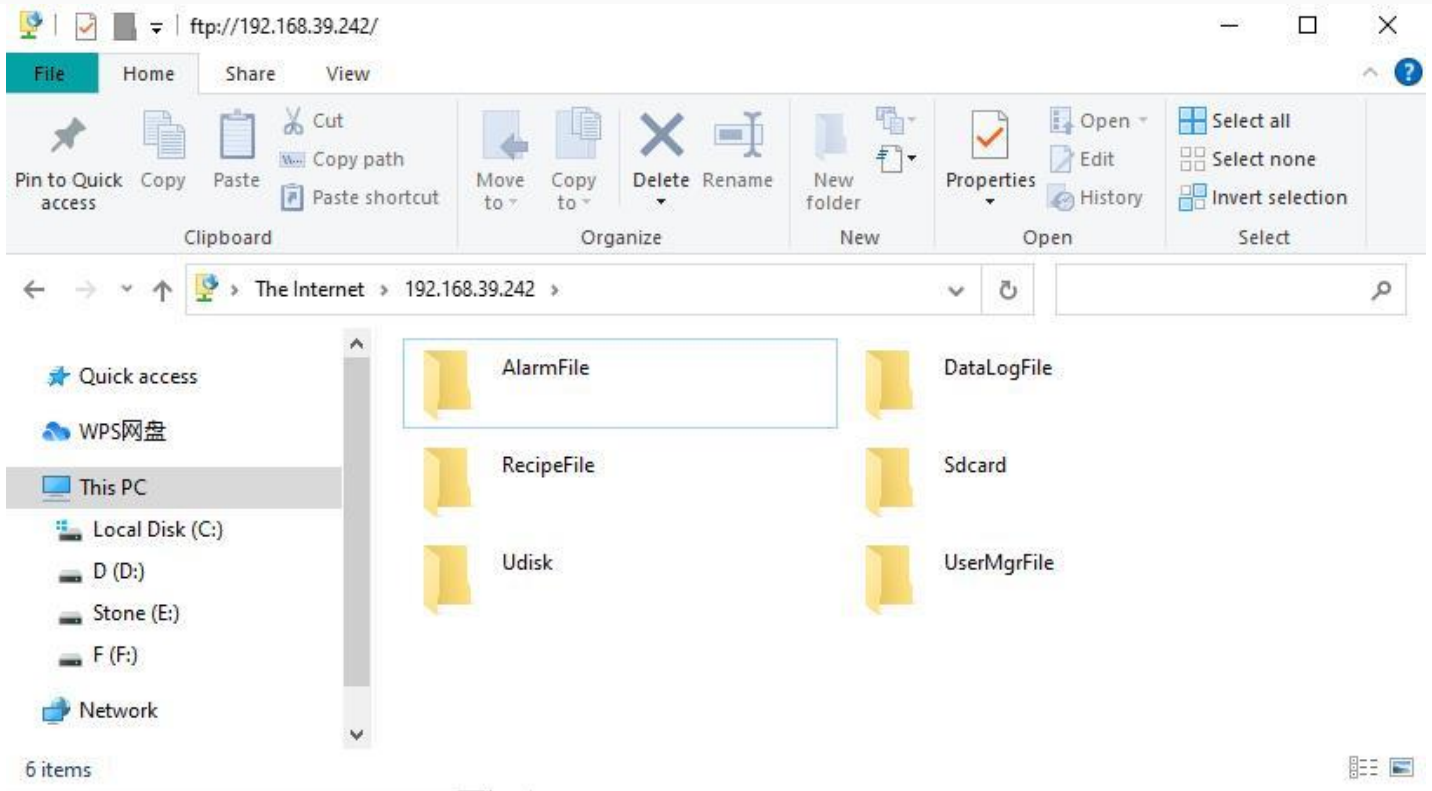 ftp://192.168.39.242/
File Home Share View
Pin to Quick access
Copy
Paste
Cut
Copy path
Paste shortcut
Clipboard
Move to
Copy to
Delete
Rename
Organize
New folder
New
Properties
Open
Edit
History
Open
Select all
Select none
Invert selection
Select
The Internet > 192.168.39.242 >
Quick access
WPS网盘
This PC
Local Disk (C:)
D (D:)
Stone (E:)
F (F:)
Network
AlarmFile
DataLogFile
RecipeFile
Sdcard
Udisk
UserMgrFile
6 items